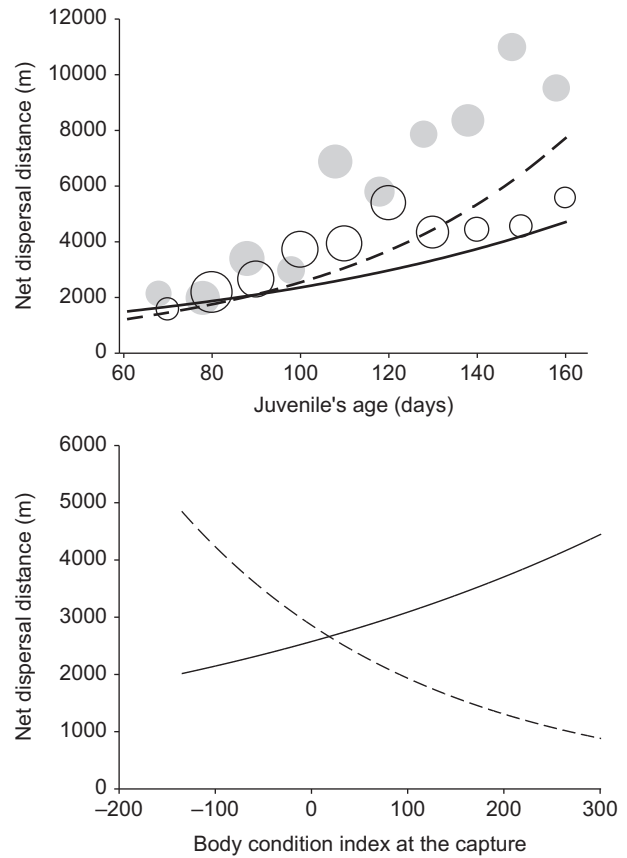 12000
10000
8000
6000
4000
2000
0
Net dispersal distance (m)
60 80 100 120 140 160
Juvenile's age (days)
6000
5000
4000
3000
2000
1000
0
Net dispersal distance (m)
–200 –100 0 100 200 300
Body condition index at the capture